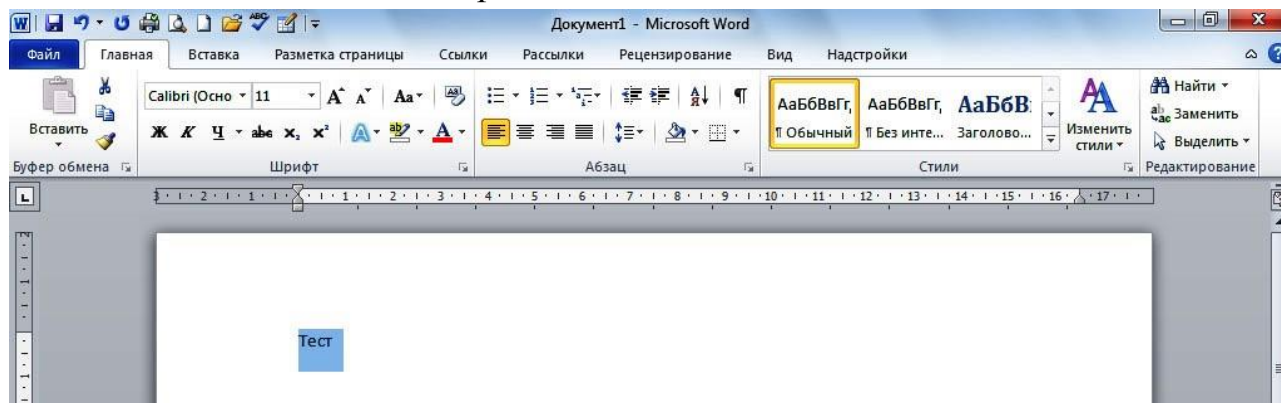 Документ1 - Microsoft Word
Файл Главная Вставка Разметка страницы Ссылки Рассылки Рецензирование Вид Надстройки
Calibri (Осно 11 Aa
Вставить
Ж К Ч abe x₂ x² A ab A
АаБбВвГг, АаБбВвГг, АаБбВ
¶ Обычный ¶ Без инте... Заголово...
Изменить стили
Найти
Заменить
Выделить
Буфер обмена Шрифт Абзац Стили Редактирование
3 2 1 1 2 3 4 5 6 7 8 9 10 11 12 13 14 15 16 17
Тест